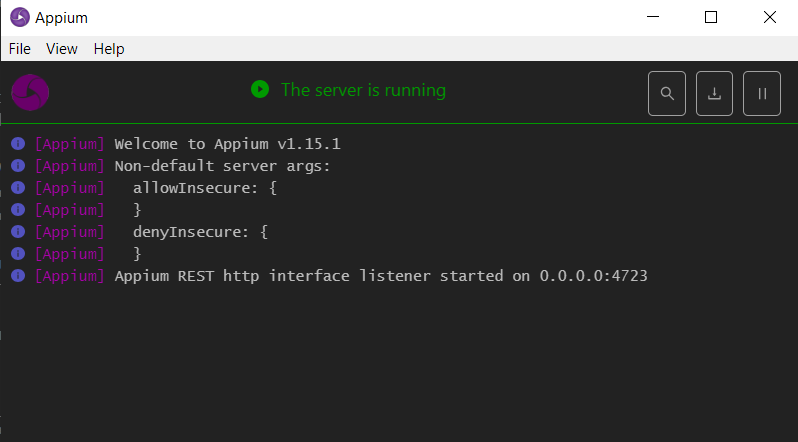 Appium
File View Help
The server is running
[Appium] Welcome to Appium v1.15.1
[Appium] Non-default server args:
[Appium]   allowInsecure: {
[Appium]   }
[Appium]   denyInsecure: {
[Appium]   }
[Appium] Appium REST http interface listener started on 0.0.0.0:4723